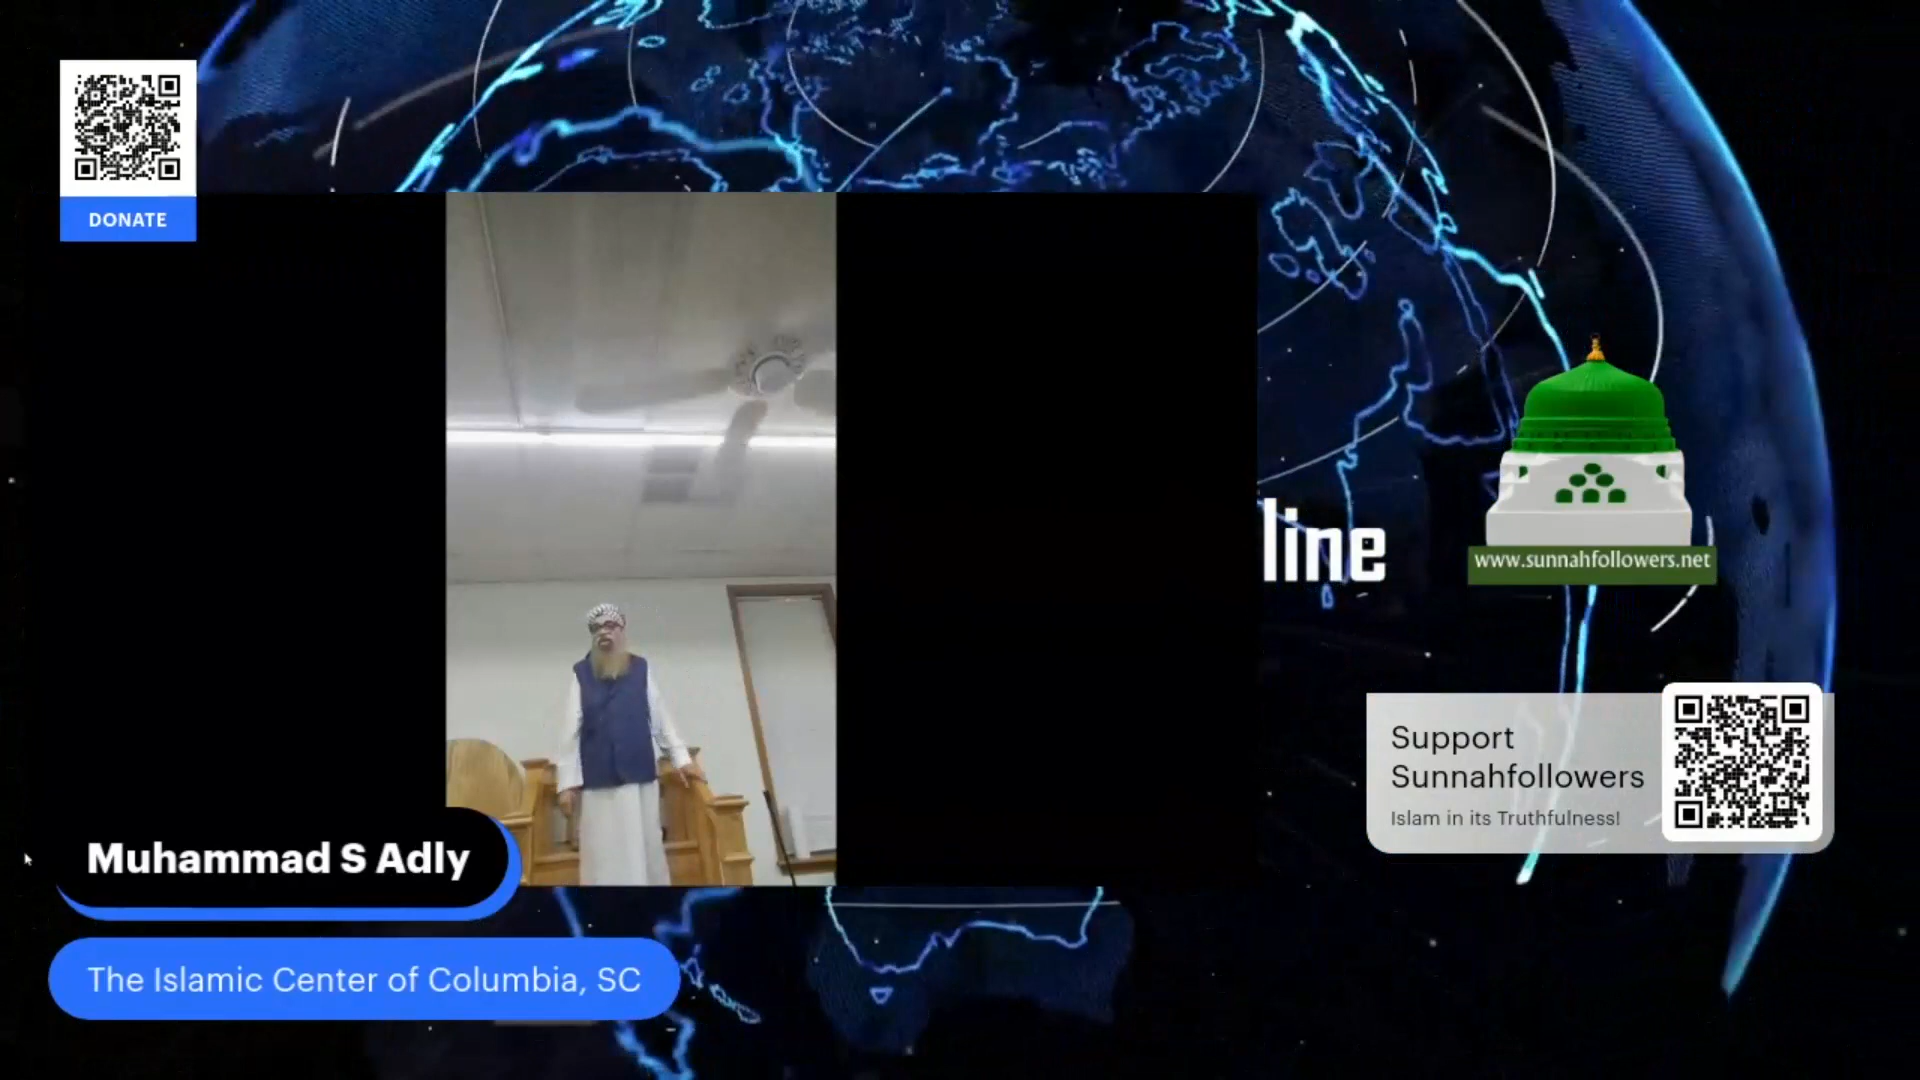 DONATE
line
www.sunnahfollowers.net
Support
Sunnahfollowers
Islam in its Truthfulness!
Muhammad S Adly
The Islamic Center of Columbia, SC